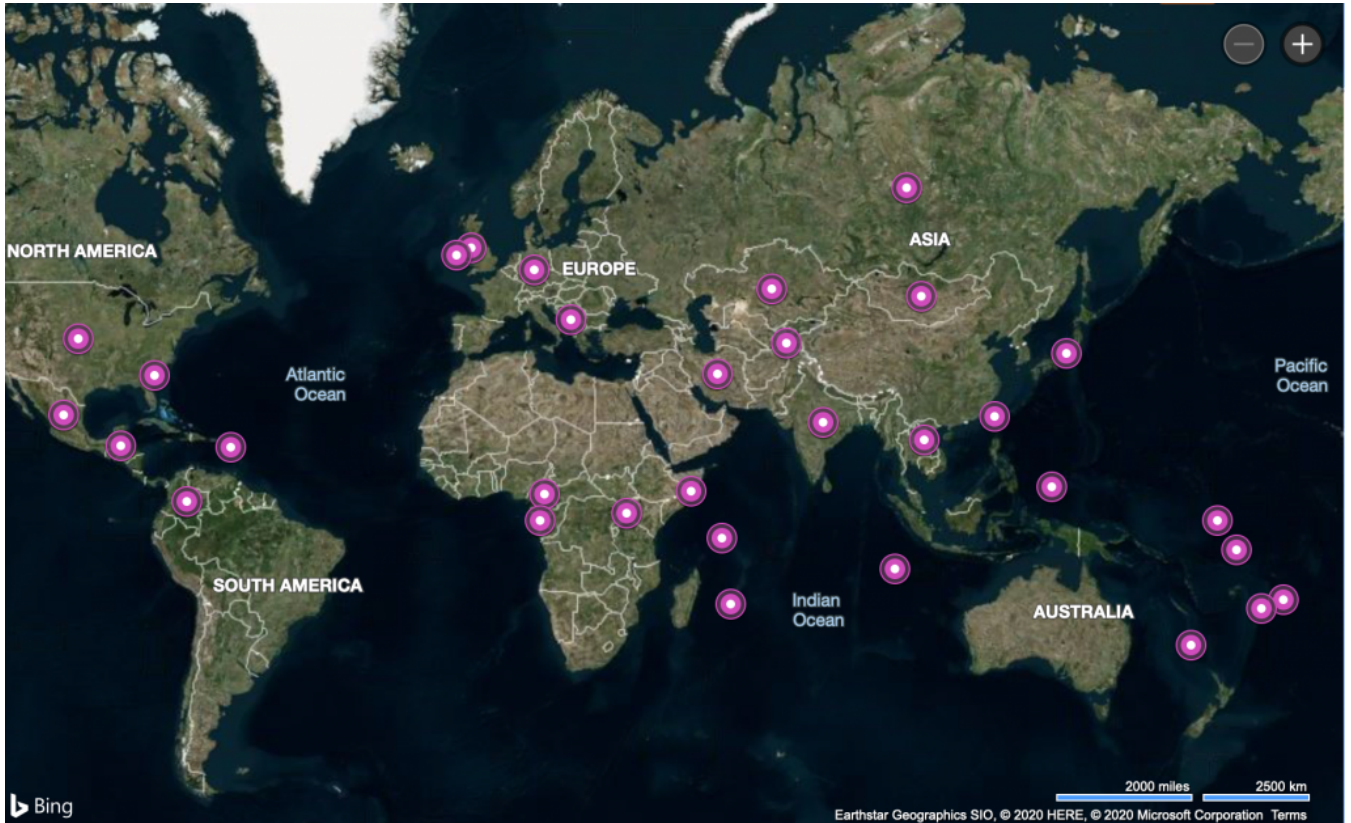 NORTH AMERICA
ASIA
EUROPE
Atlantic
Ocean
Pacific
Ocean
SOUTH AMERICA
Indian
Ocean
AUSTRALIA
2000 miles
2500 km
Bing
Earthstar Geographics SIO, © 2020 HERE, © 2020 Microsoft Corporation Terms